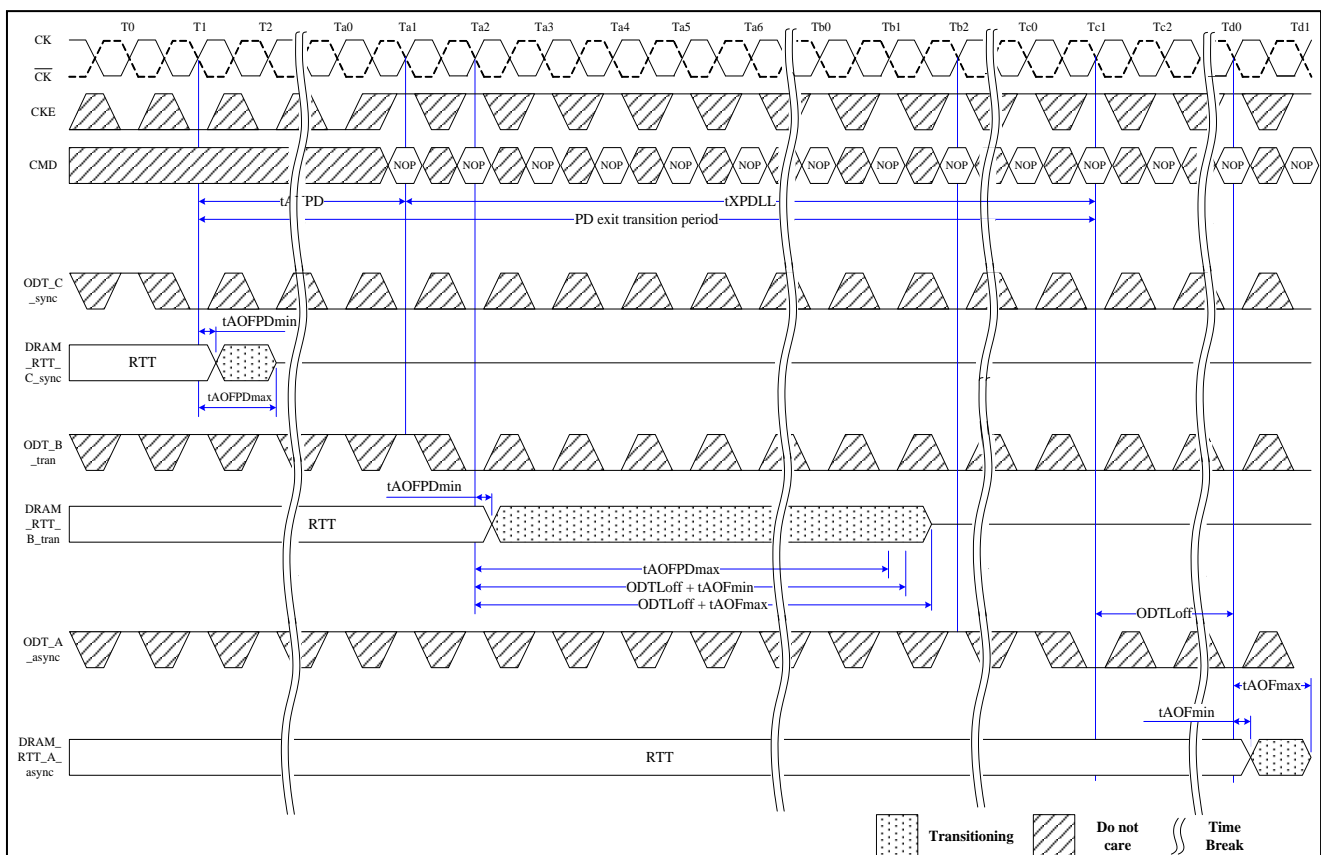 T0 T1 T2 Ta0 Ta1 Ta2 Ta3 Ta4 Ta5 Ta6 Tb0 Tb1 Tb2 Tc0 Tc1 Tc2 Td0 Td1
CK
CK
CKE
CMD
NOP NOP NOP NOP NOP NOP NOP NOP NOP NOP NOP NOP NOP NOP
tXPDLL
PD exit transition period
ODT_C
_sync
tAOFPDmin
DRAM
_RTT_
C_sync
RTT
tAOFPDmax
ODT_B
_tran
tAOFPDmin
DRAM
_RTT_
B_tran
RTT
tAOFPDmax
ODTLoff + tAOFmin
ODTLoff + tAOFmax
ODTLoff
ODT_A
_async
tAOFmax
tAOFmin
DRAM_
RTT_A_
async
RTT
Transitioning
Do not
care
Time
Break